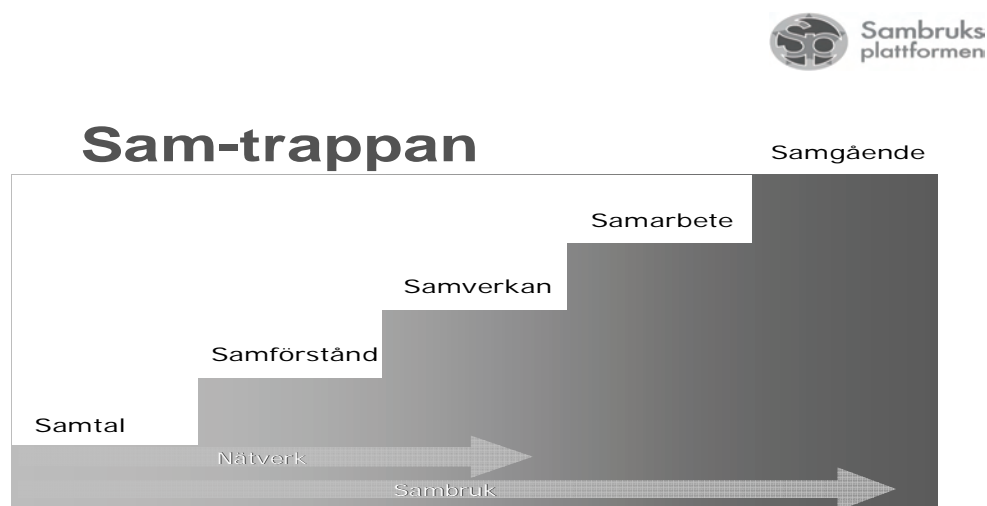 Sambruks
plattformen
Sam-trappan
Samgående
Samarbete
Samverkan
Samförstånd
Samtal
Nätverk
Sambruk